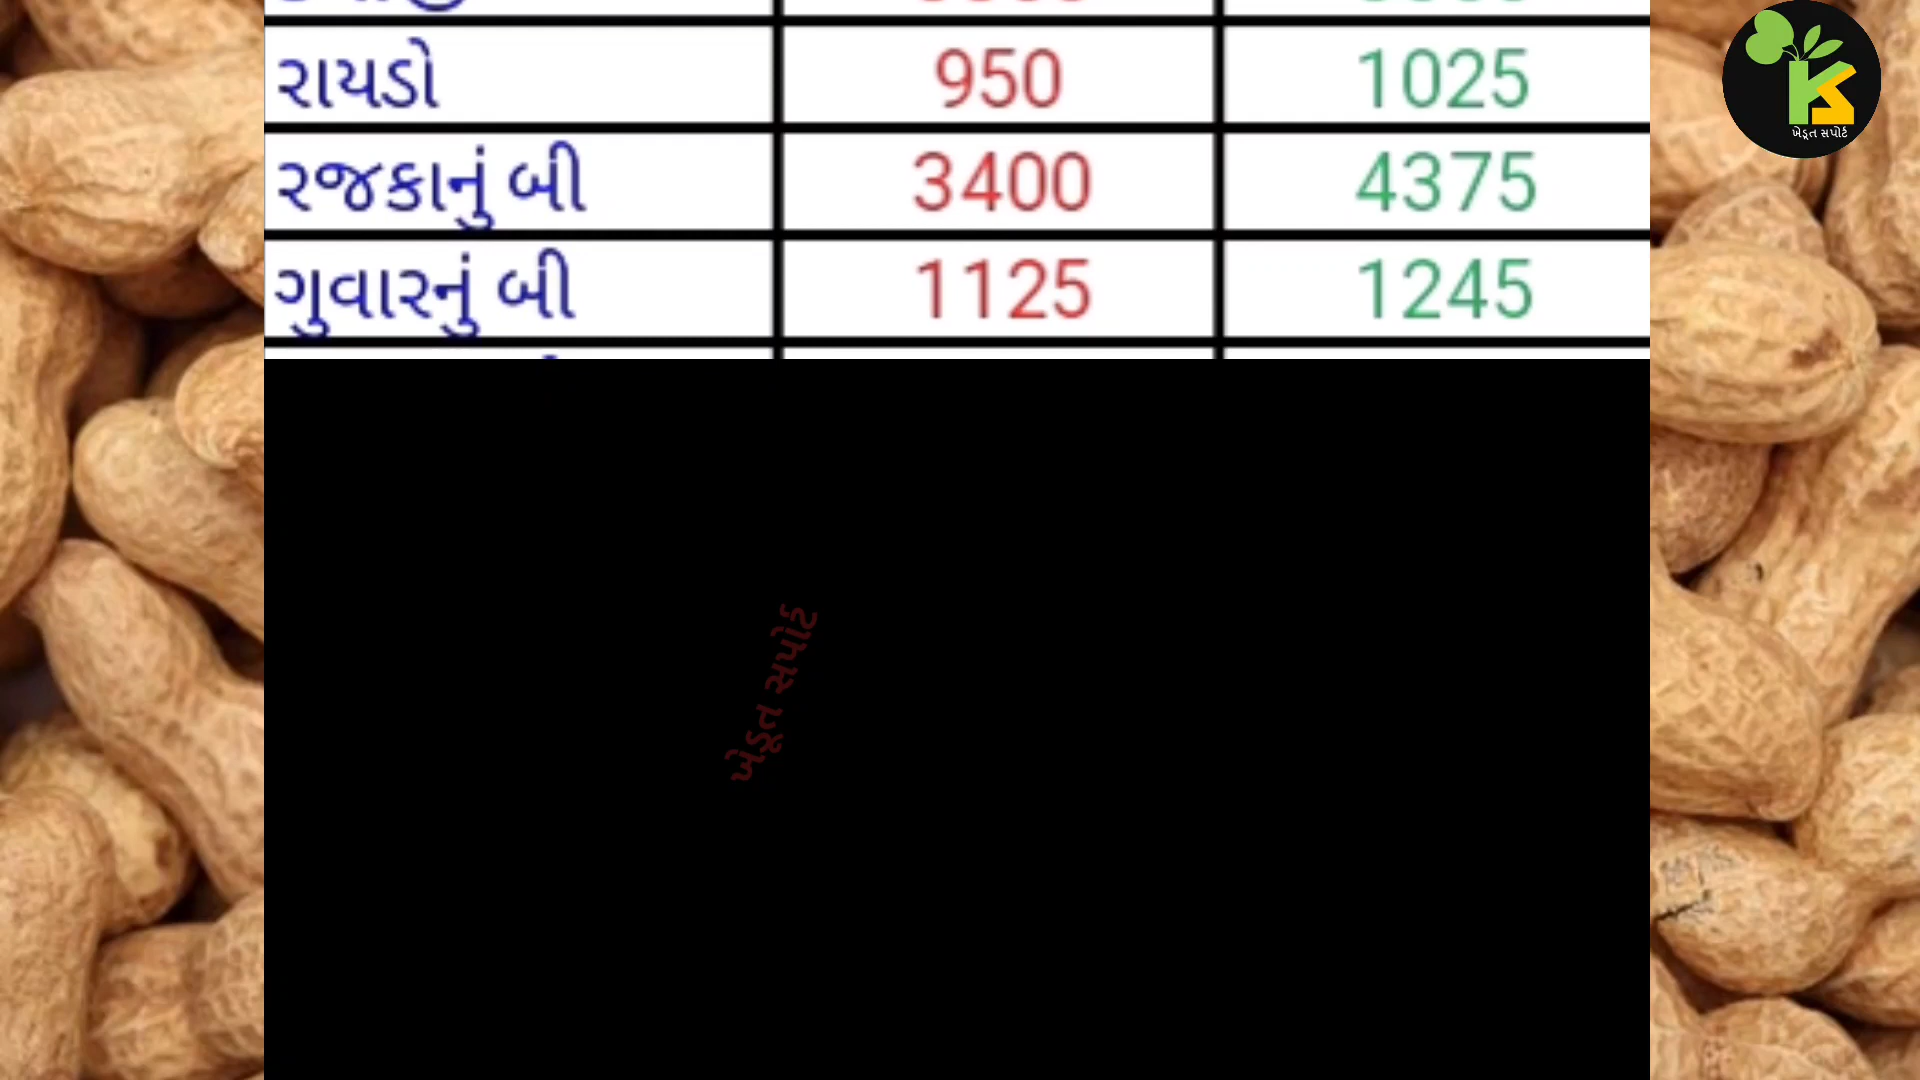 રાયડો 950 1025
રજકાનું બી 3400 4375
ગુવારનું બી 1125 1245
ખેડૂત સપોર્ટ
ખેડૂત સપોર્ટ